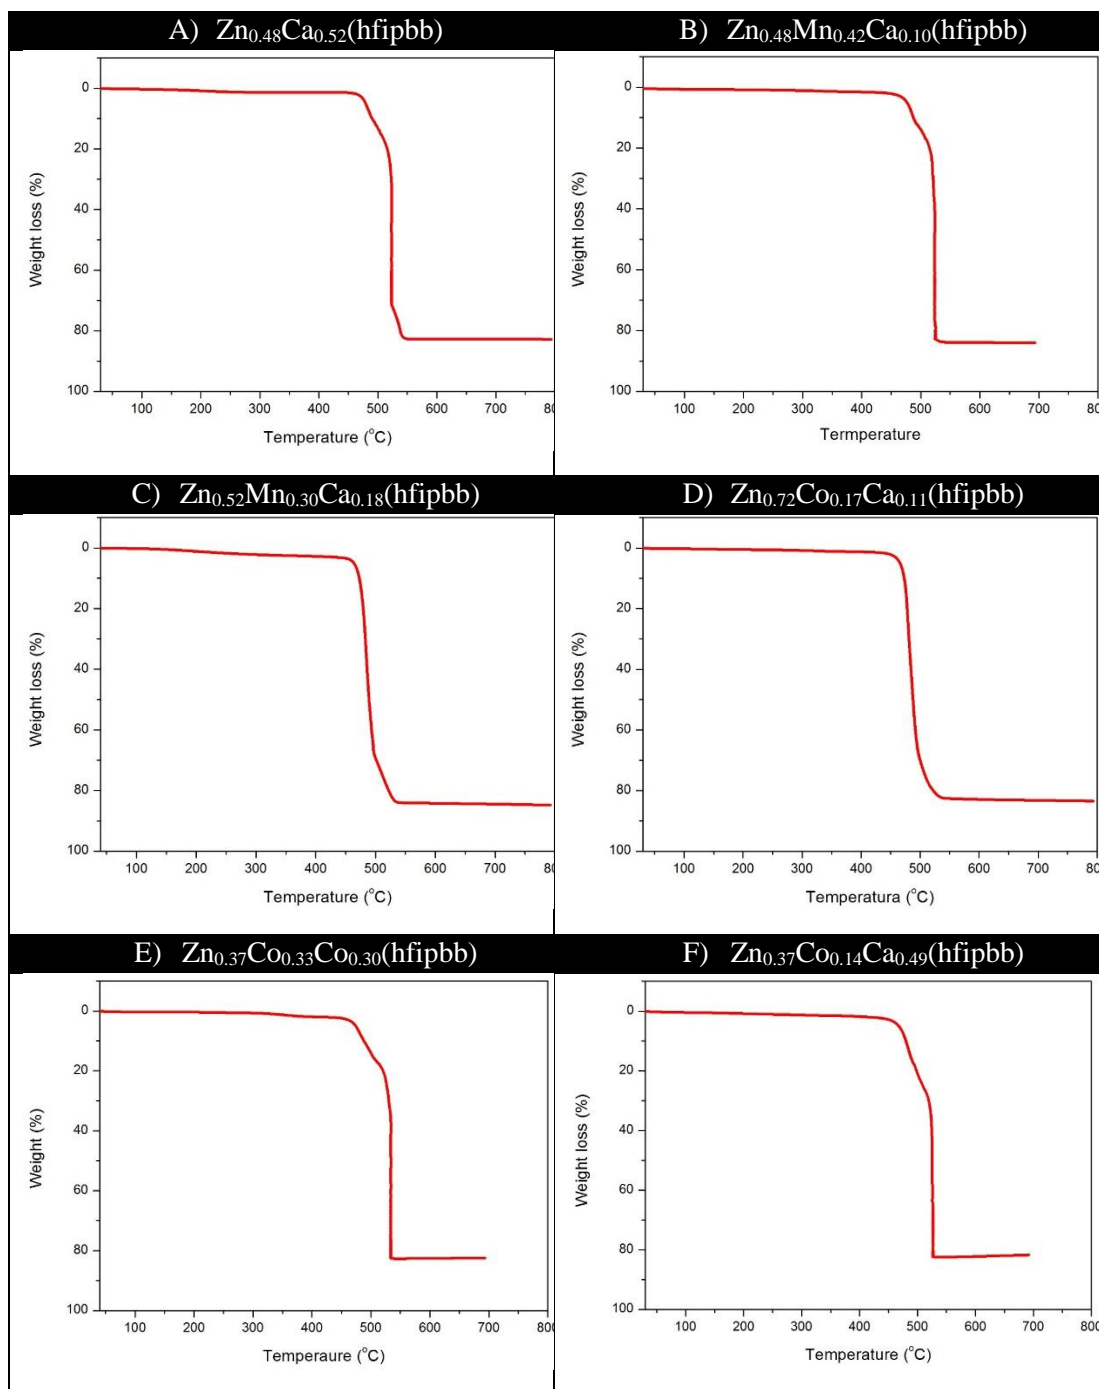 A) Zn0.48Ca0.52(hfipbb)
B) Zn0.48Mn0.42Ca0.10(hfipbb)
0
20
40
60
80
100
Weight loss (%)
100 200 300 400 500 600 700 80
Temperature (°C)
0
20
40
60
80
100
Weight loss (%)
100 200 300 400 500 600 700 800
Termperature
C) Zn0.52Mn0.30Ca0.18(hfipbb)
D) Zn0.72Co0.17Ca0.11(hfipbb)
0
20
40
60
80
100
Weight loss (%)
100 200 300 400 500 600 700 800
Temperature (°C)
0
20
40
60
80
100
Weight loss (%)
100 200 300 400 500 600 700 800
Temperatura (°C)
E) Zn0.37Co0.33Co0.30(hfipbb)
F) Zn0.37Co0.14Ca0.49(hfipbb)
0
20
40
60
80
100
Weight (%)
100 200 300 400 500 600 700 800
Temperaure (°C)
0
20
40
60
80
100
Weight loss (%)
100 200 300 400 500 600 700 800
Temperature (°C)